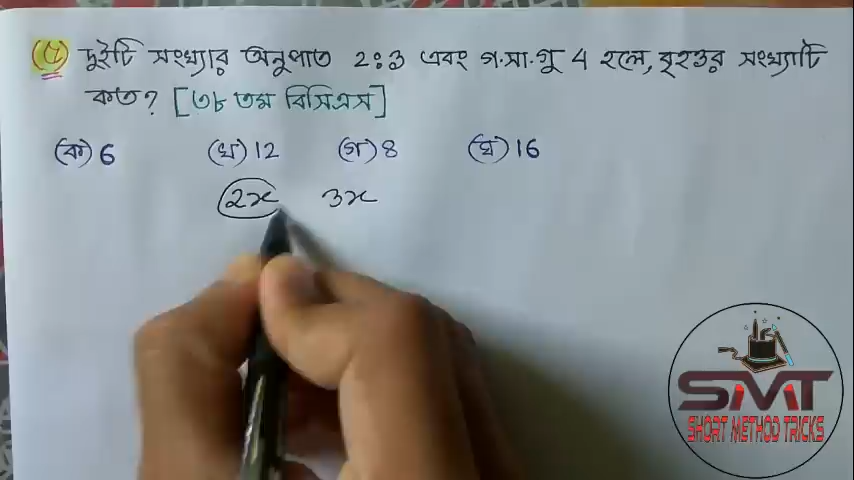 (৫) দুইটি সংখ্যার অনুপাত 2:3 এবং গ.সা.গু 4 হলে, বৃহত্তর সংখ্যাটি
কত? [৩৮ তম বিসিএস]
(ক) 6 (খ) 12 (গ) 8 (ঘ) 16
2x 3x
SMT
SHORT METHOD TRICKS